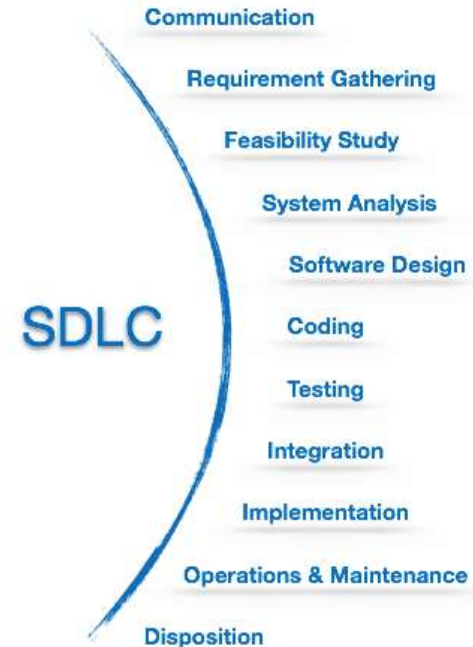 Communication
Requirement Gathering
Feasibility Study
System Analysis
Software Design
SDLC
Coding
Testing
Integration
Implementation
Operations & Maintenance
Disposition